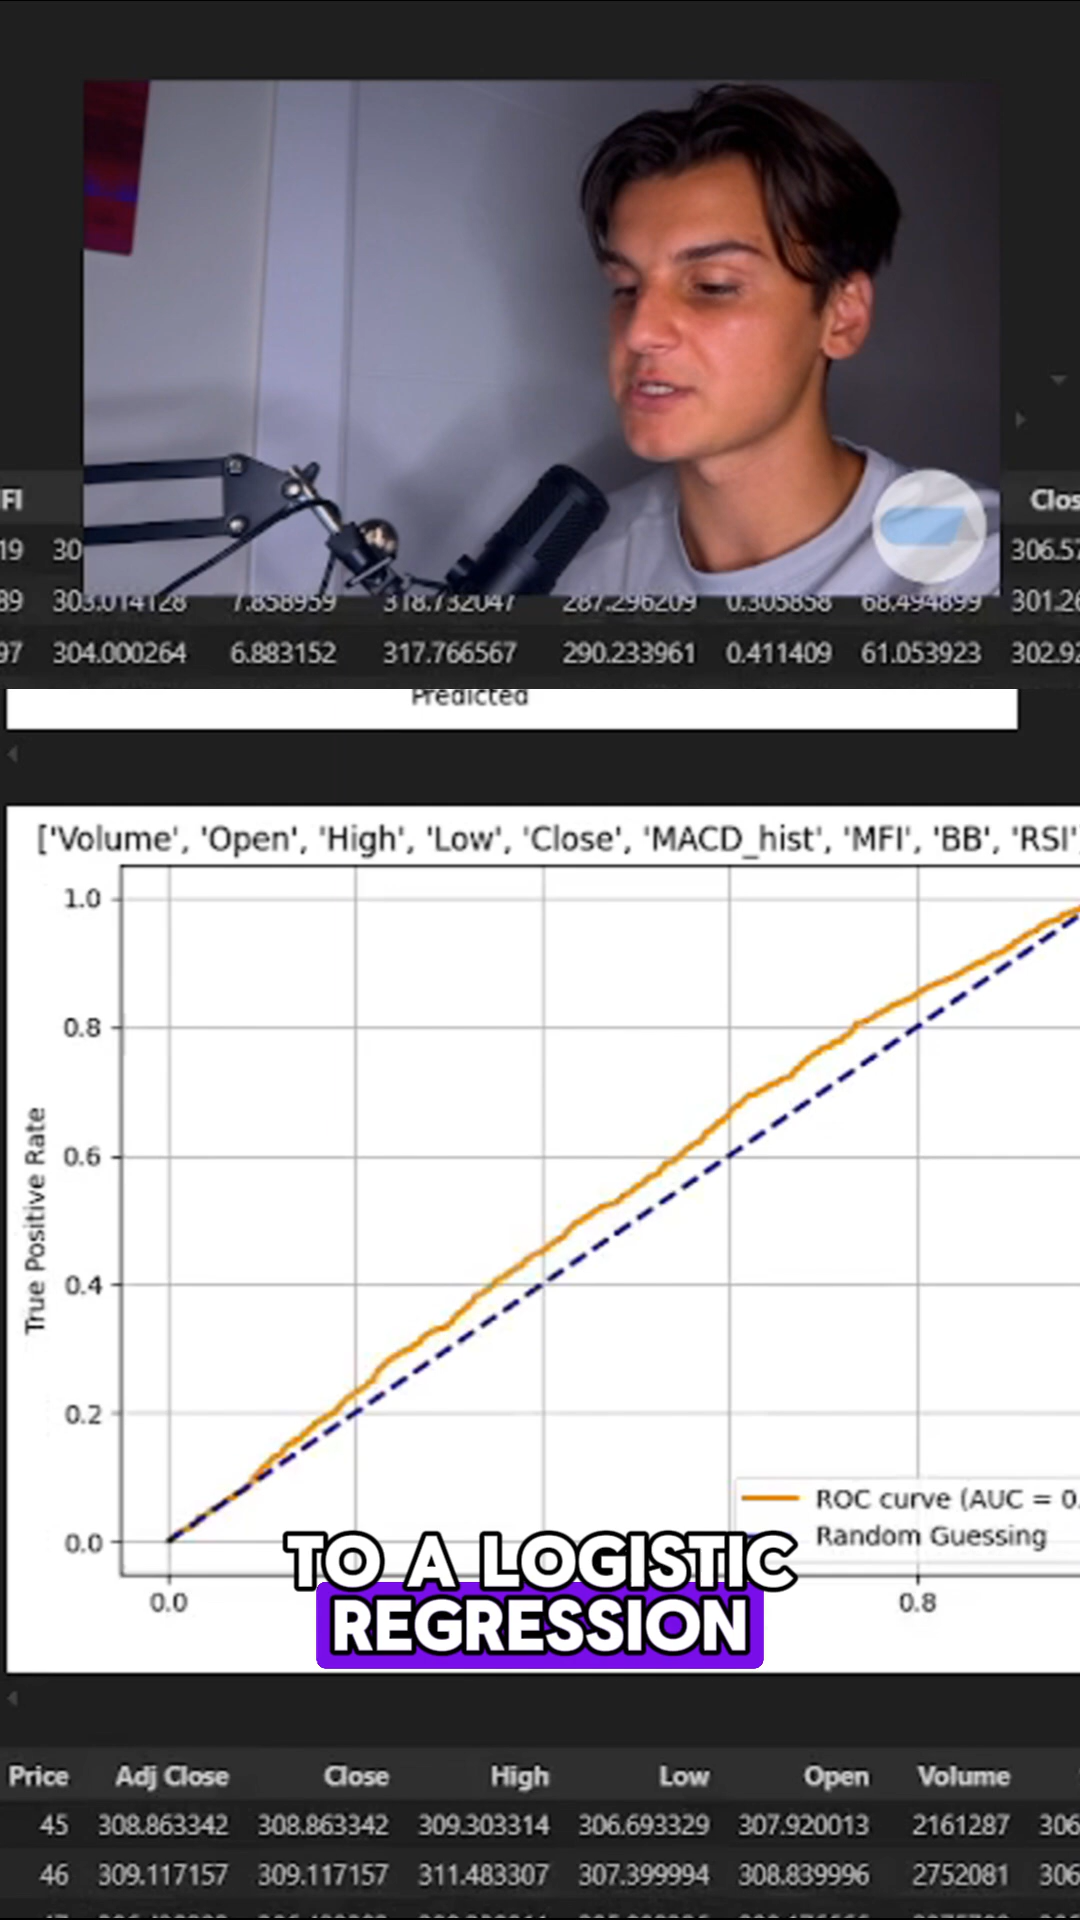 FI
Clos
19 30
306.57
89 303.014128 7.858959 318.732047 287.296209 0.305858 68.494899 301.26
97 304.000264 6.883152 317.766567 290.233961 0.411409 61.053923 302.92
Predicted
['Volume', 'Open', 'High', 'Low', 'Close', 'MACD_hist', 'MFI', 'BB', 'RSI'
1.0
0.8
0.6
0.4
0.2
0.0
True Positive Rate
ROC curve (AUC = 0.
Random Guessing
0.0 0.8
TO A LOGISTIC
REGRESSION
Price Adj Close Close High Low Open Volume
45 308.863342 308.863342 309.303314 306.693329 307.920013 2161287 306
46 309.117157 309.117157 311.483307 307.399994 308.839996 2752081 306